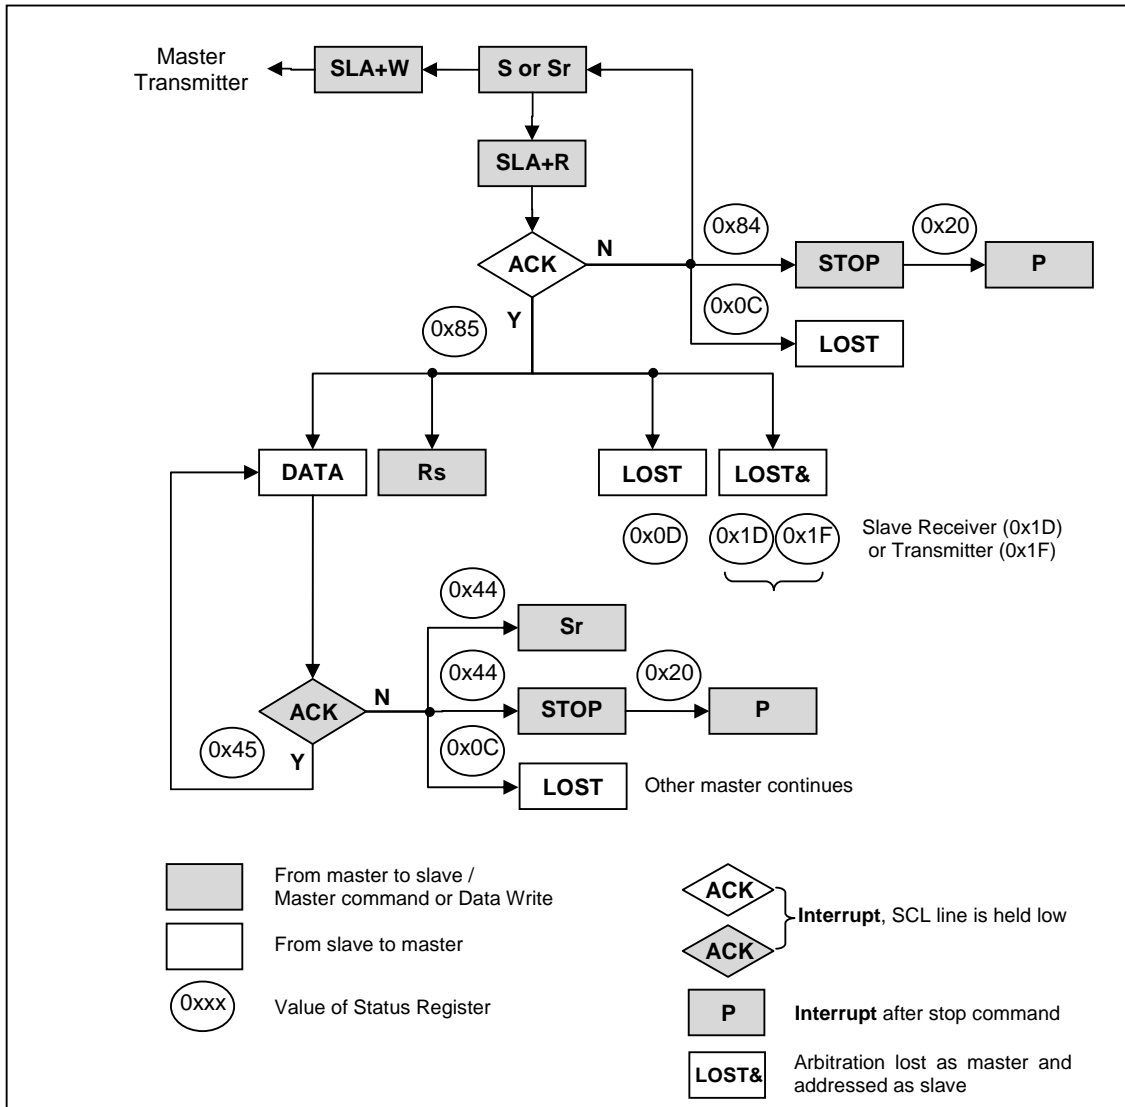 Master
Transmitter
SLA+W
S or Sr
SLA+R
ACK
N
0x84
STOP
0x20
P
0x0C
LOST
Y
0x85
DATA
Rs
LOST
LOST&
0x0D
0x1D
0x1F
Slave Receiver (0x1D)
or Transmitter (0x1F)
0x44
Sr
ACK
N
0x44
STOP
0x20
P
0x45
Y
0x0C
LOST
Other master continues
From master to slave /
Master command or Data Write
From slave to master
0xxx
Value of Status Register
ACK
ACK
Interrupt, SCL line is held low
P
Interrupt after stop command
LOST&
Arbitration lost as master and
addressed as slave